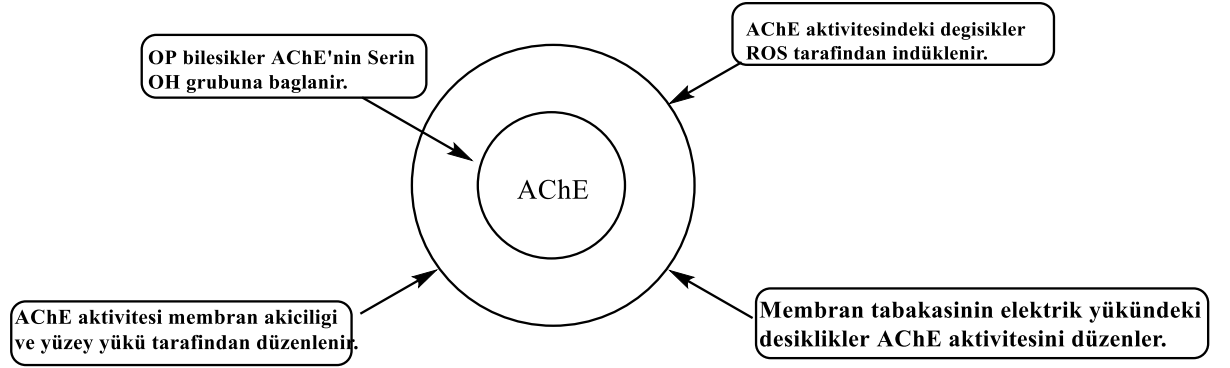 OP bilesikler AChE'nin Serin
OH grubuna baglanir.
AChE aktivitesindeki degisikler
ROS tarafindan indüklenir.
AChE
AChE aktivitesi membran akiciligi
ve yüzey yükü tarafindan düzenlenir.
Membran tabakasinin elektrik yükündeki
desiklikler AChE aktivitesini düzenler.